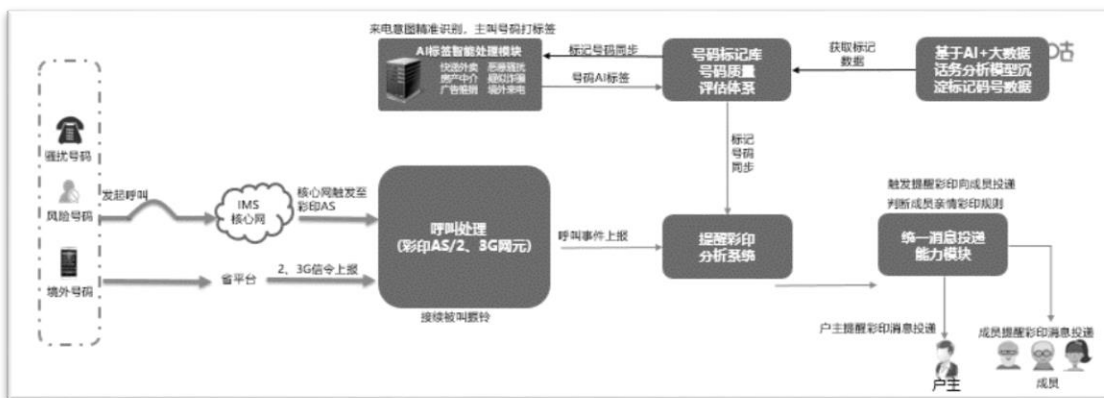 来电意图精准识别，主叫号码打标签
AI标签智能处理模块
快递外卖 恶意骚扰
房产中介 疑似诈骗
广告推销 境外来电
标记号码同步
号码AI标签
号码标记库
号码质量
评估体系
获取标记
数据
基于AI+大数据
话务分析模型沉
淀标记码号数据
咕
骚扰号码
风险号码
境外号码
发起呼叫
IMS
核心网
核心网触发至
彩印AS
省平台
2、3G信令上报
呼叫处理
(彩印AS/2、3G网元)
接续被叫振铃
呼叫事件上报
标记
号码
同步
提醒彩印
分析系统
触发提醒彩印向成员投递
判断成员亲情彩印规则
统一消息投递
能力模块
户主提醒彩印消息投递
成员提醒彩印消息投递
户主
成员